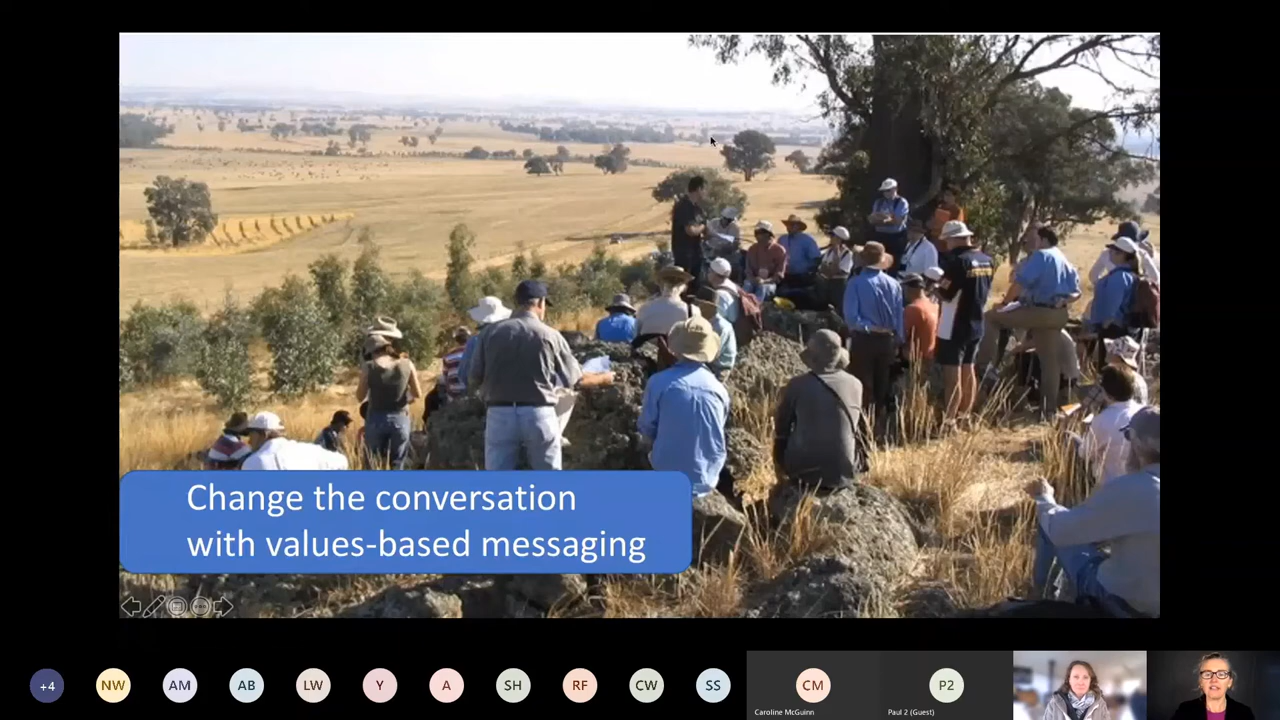 Change the conversation
with values-based messaging
+4
NW
AM
AB
LW
Y
A
SH
RF
CW
SS
CM
P2
Caroline McGuinn
Paul 2 (Guest)